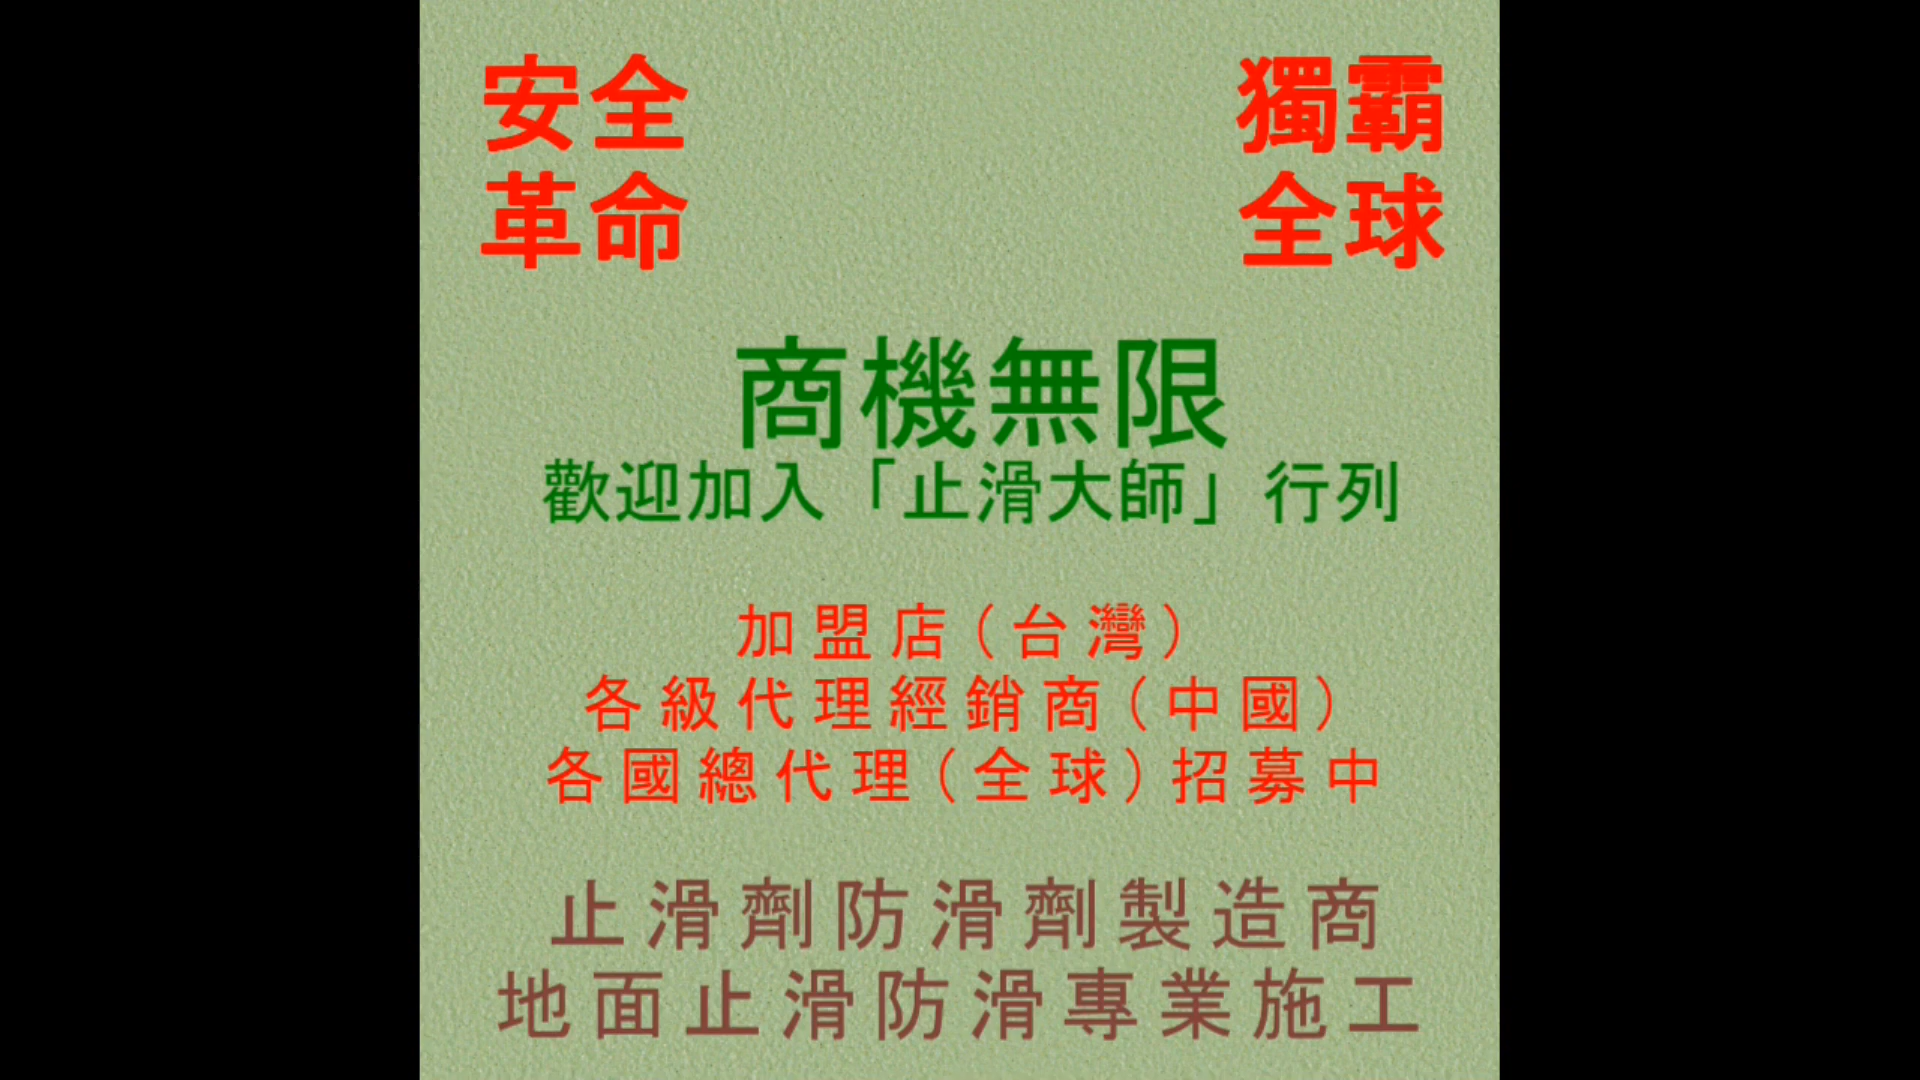 安全
革命
獨霸
全球
商機無限
歡迎加入「止滑大師」行列
加盟店(台灣)
各級代理經銷商(中國)
各國總代理(全球)招募中
止滑劑防滑劑製造商
地面止滑防滑專業施工